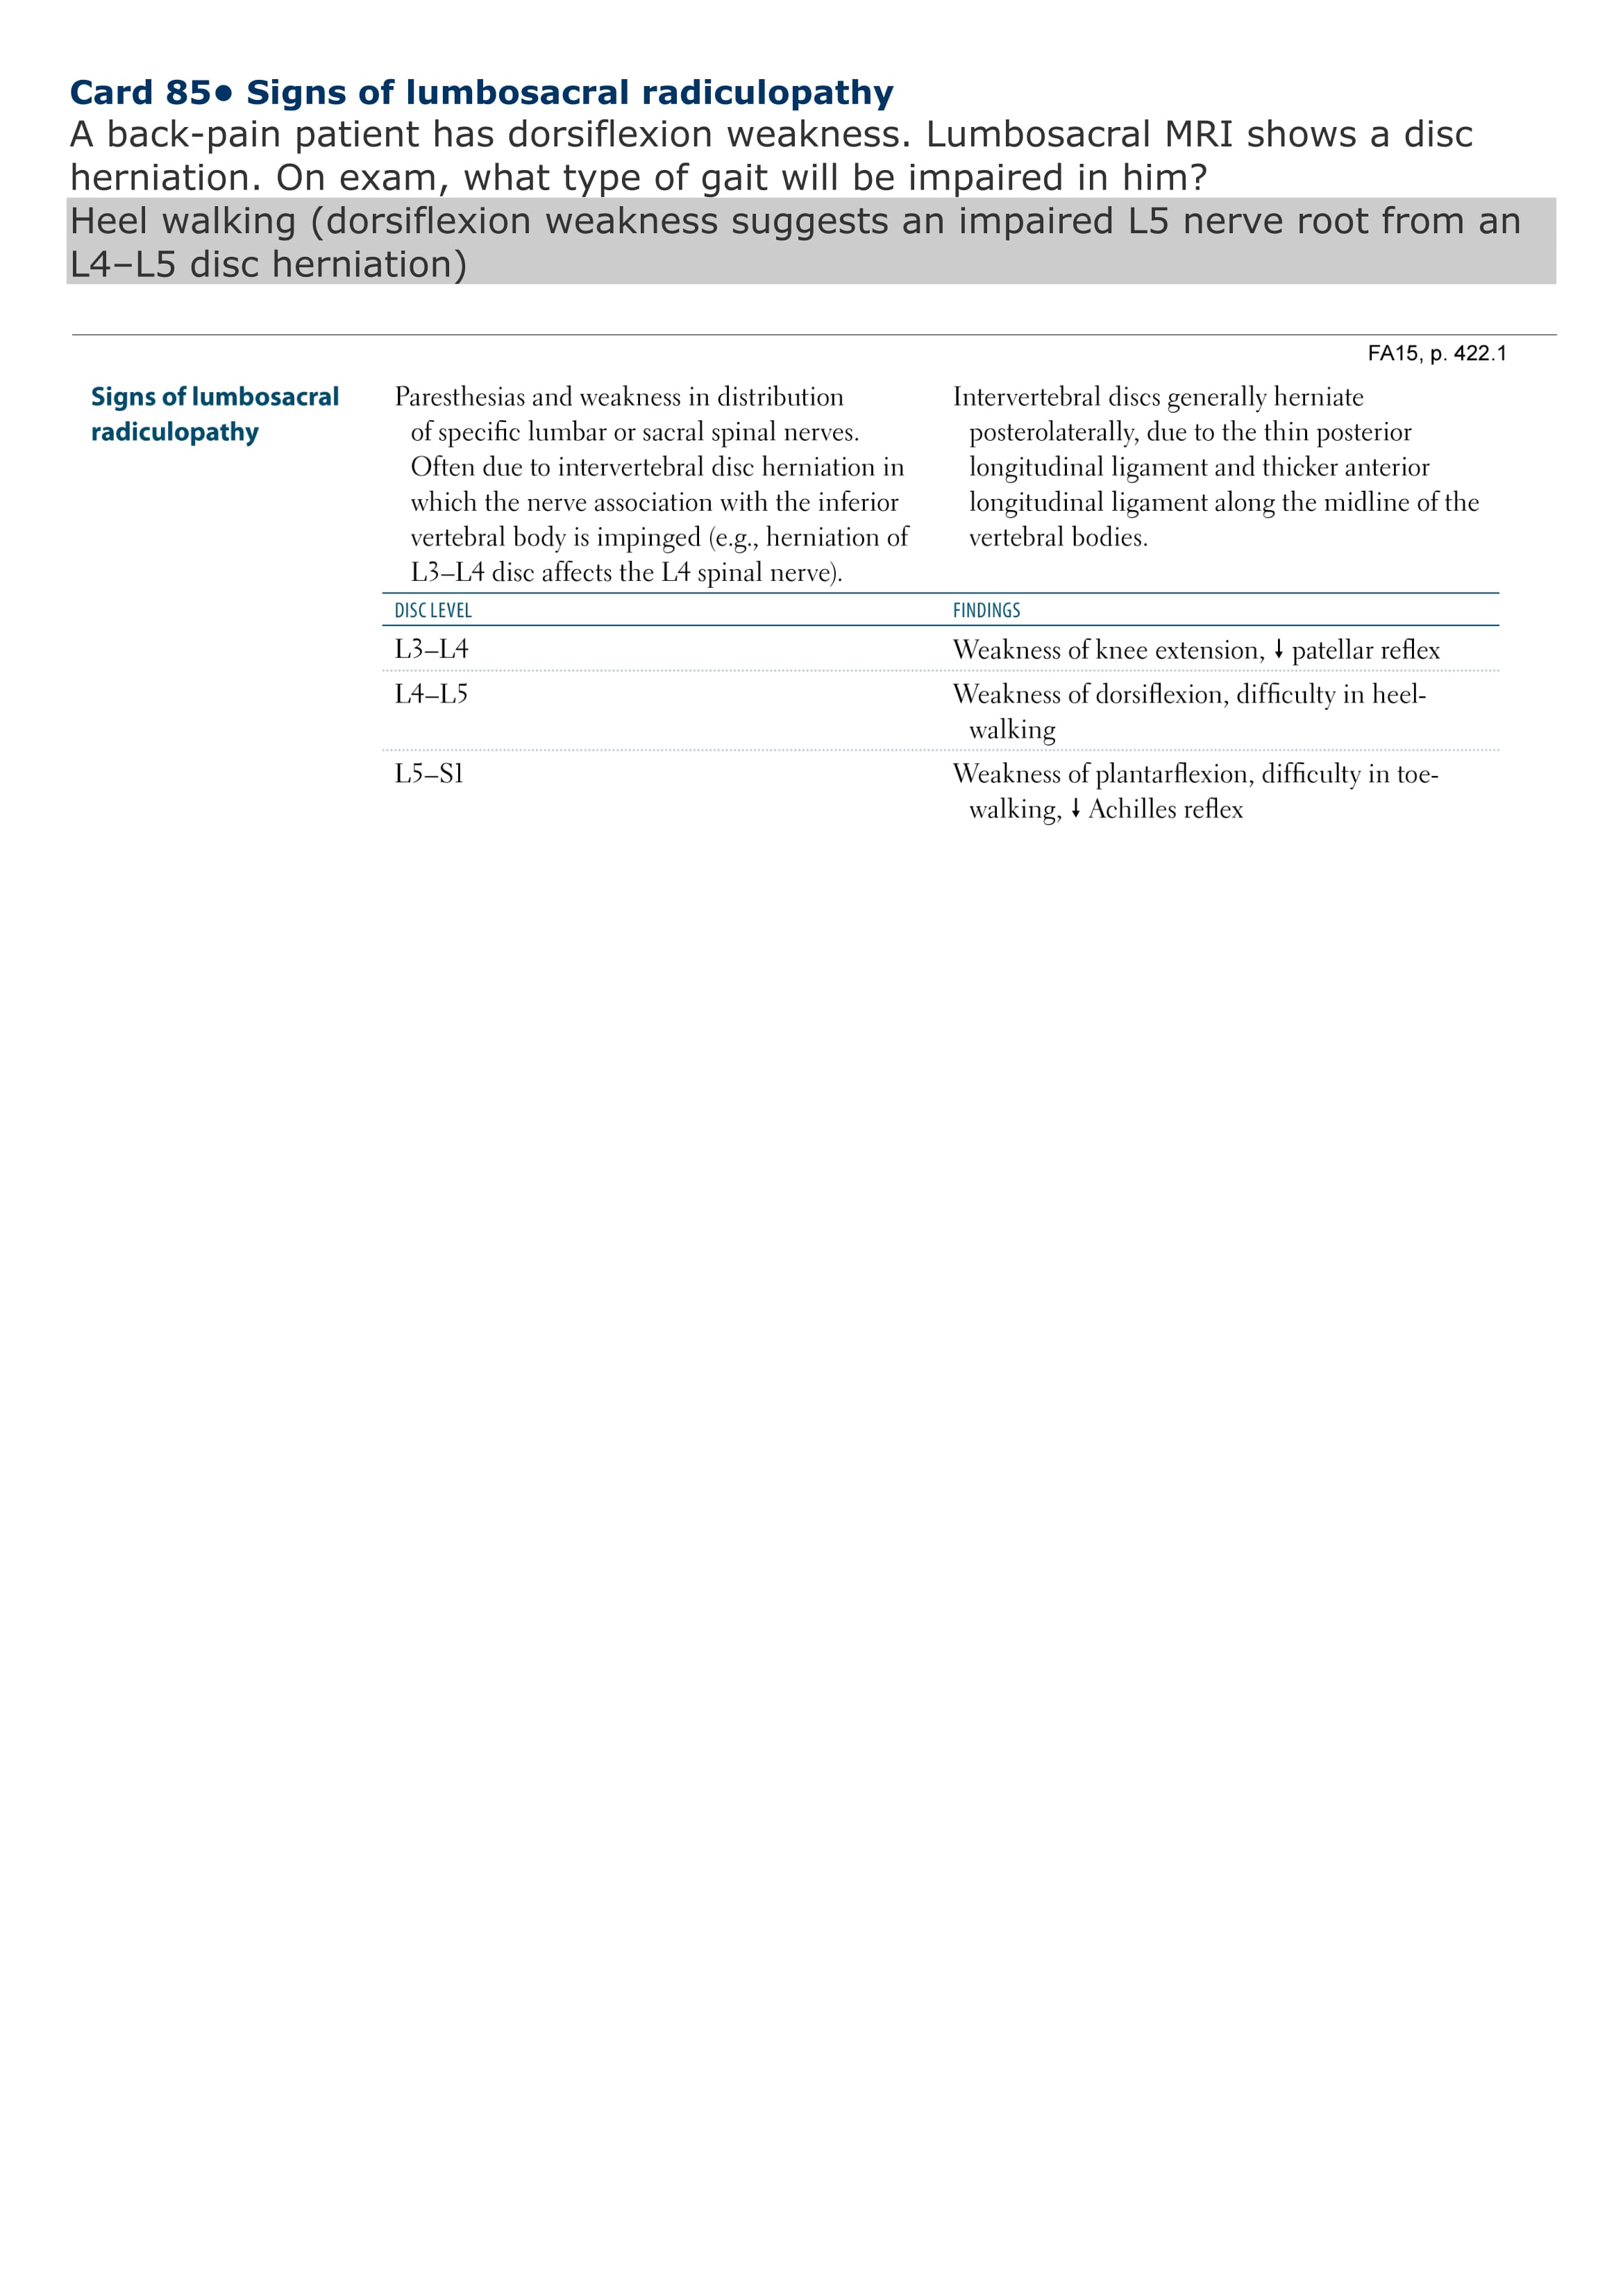 Card 85• Signs of lumbosacral radiculopathy
A back-pain patient has dorsiflexion weakness. Lumbosacral MRI shows a disc
herniation. On exam, what type of gait will be impaired in him?
Heel walking (dorsiflexion weakness suggests an impaired L5 nerve root from an
L4–L5 disc herniation)
FA15, p. 422.1
Signs of lumbosacral
radiculopathy
Paresthesias and weakness in distribution
of specific lumbar or sacral spinal nerves.
Often due to intervertebral disc herniation in
which the nerve association with the inferior
vertebral body is impinged (e.g., herniation of
L3–L4 disc affects the L4 spinal nerve).
Intervertebral discs generally herniate
posterolaterally, due to the thin posterior
longitudinal ligament and thicker anterior
longitudinal ligament along the midline of the
vertebral bodies.
DISC LEVEL FINDINGS
L3–L4 Weakness of knee extension, ↓ patellar reflex
L4–L5 Weakness of dorsiflexion, difficulty in heel-
walking
L5–S1 Weakness of plantarflexion, difficulty in toe-
walking, ↓ Achilles reflex